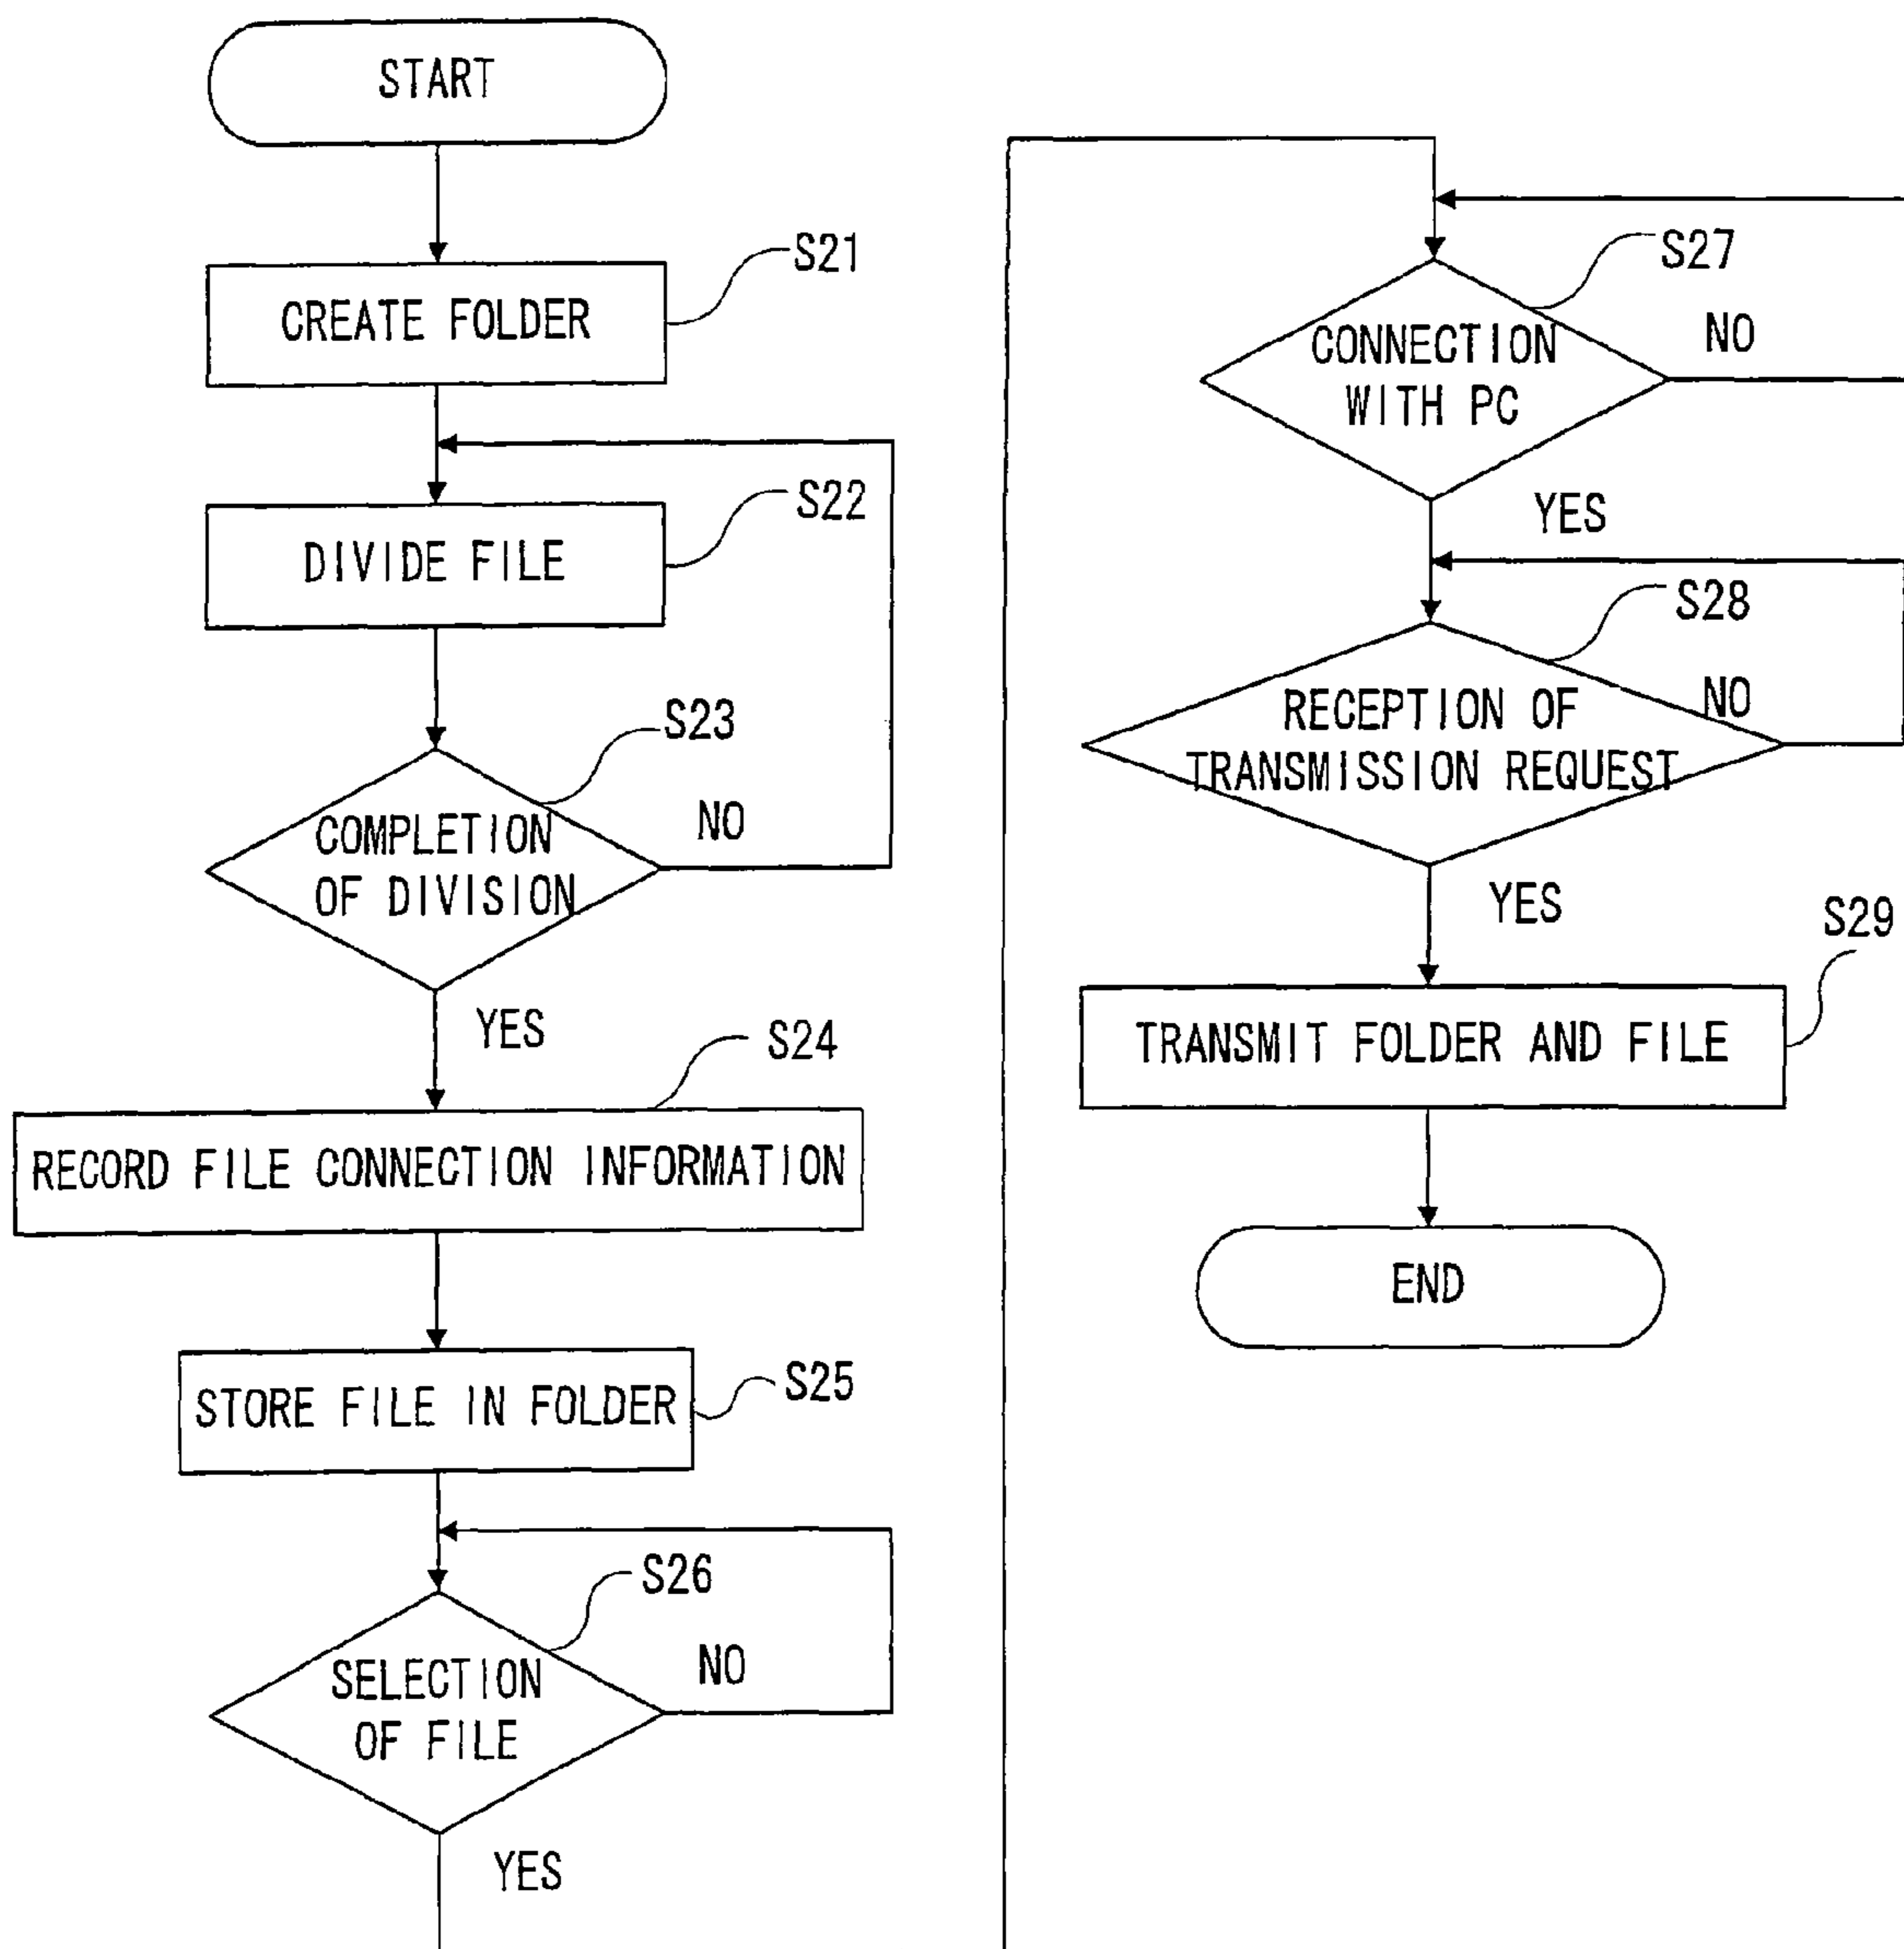 START
S21
CREATE FOLDER
S22
DIVIDE FILE
S23
COMPLETION
OF DIVISION
NO
YES
S24
RECORD FILE CONNECTION INFORMATION
S25
STORE FILE IN FOLDER
S26
SELECTION
OF FILE
NO
YES
S27
CONNECTION
WITH PC
NO
YES
S28
RECEPTION OF
TRANSMISSION REQUEST
NO
YES
S29
TRANSMIT FOLDER AND FILE
END